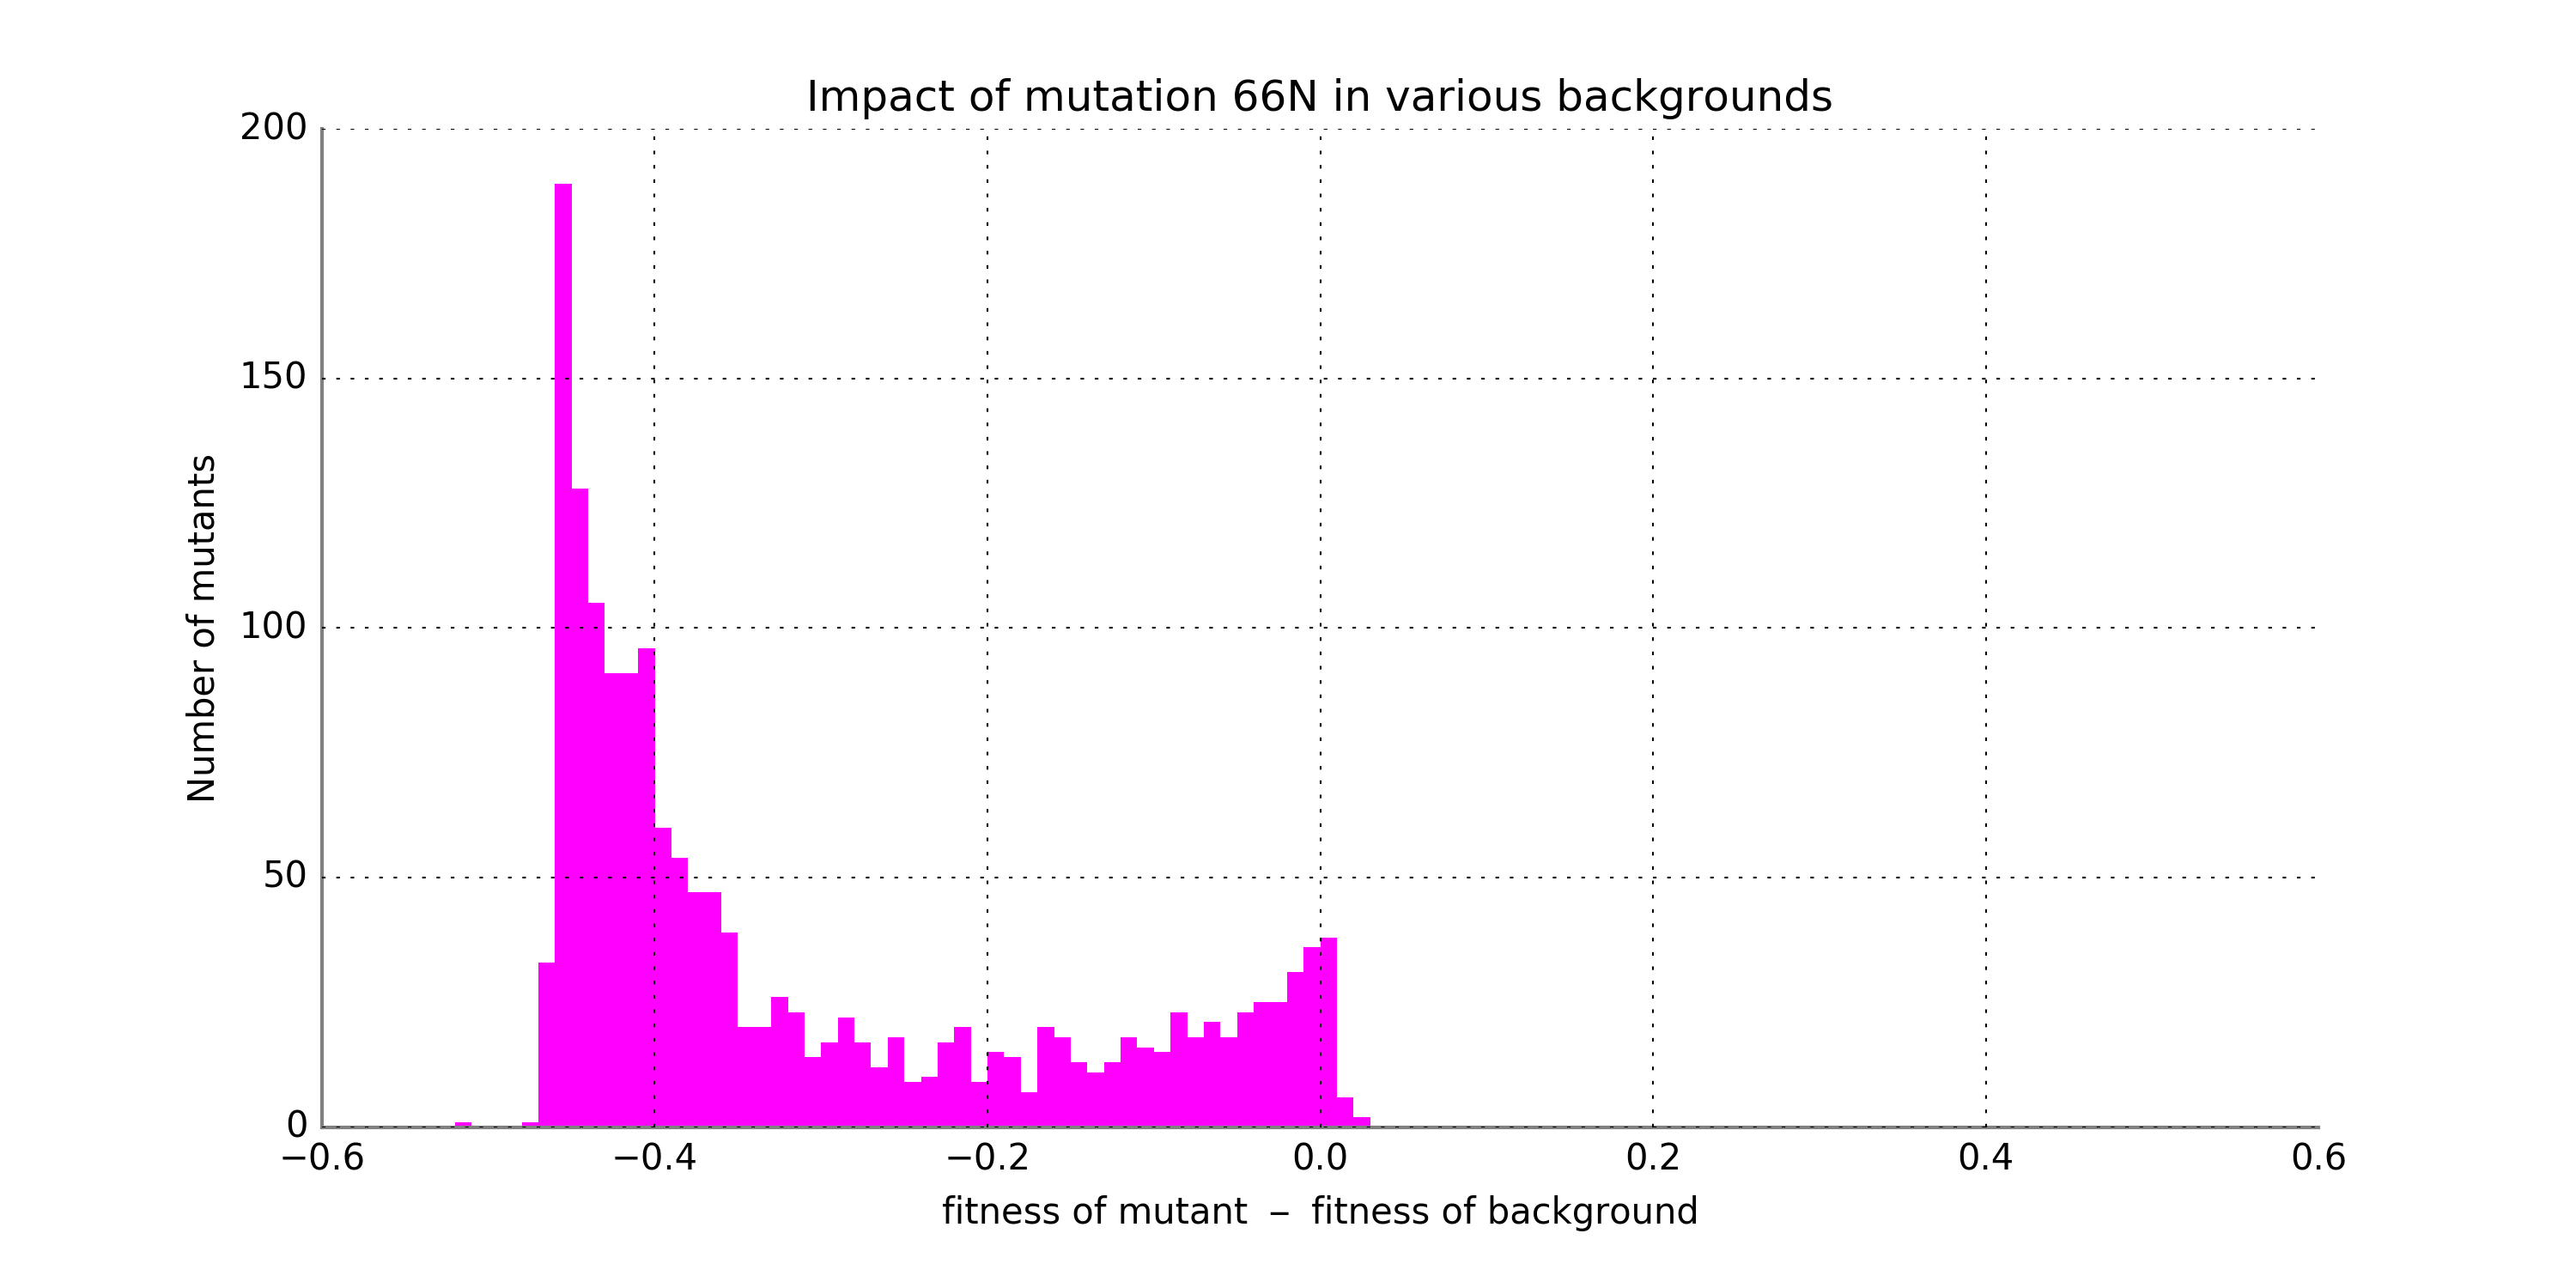 Impact of mutation 66N in various backgrounds
200
150
100
50
0
Number of mutants
−0.6 −0.4 −0.2 0.0 0.2 0.4 0.6
fitness of mutant − fitness of background